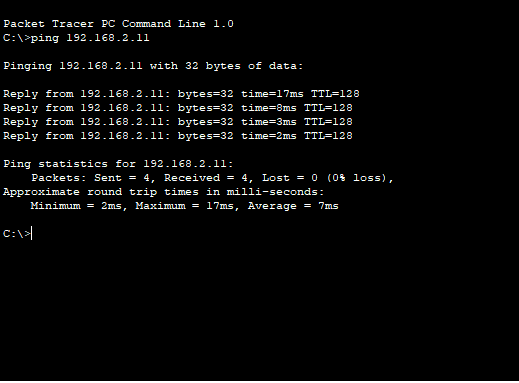 Packet Tracer PC Command Line 1.0
C:\>ping 192.168.2.11
Pinging 192.168.2.11 with 32 bytes of data:
Reply from 192.168.2.11: bytes=32 time=17ms TTL=128
Reply from 192.168.2.11: bytes=32 time=8ms TTL=128
Reply from 192.168.2.11: bytes=32 time=3ms TTL=128
Reply from 192.168.2.11: bytes=32 time=2ms TTL=128
Ping statistics for 192.168.2.11:
    Packets: Sent = 4, Received = 4, Lost = 0 (0% loss),
Approximate round trip times in milli-seconds:
    Minimum = 2ms, Maximum = 17ms, Average = 7ms
C:\>